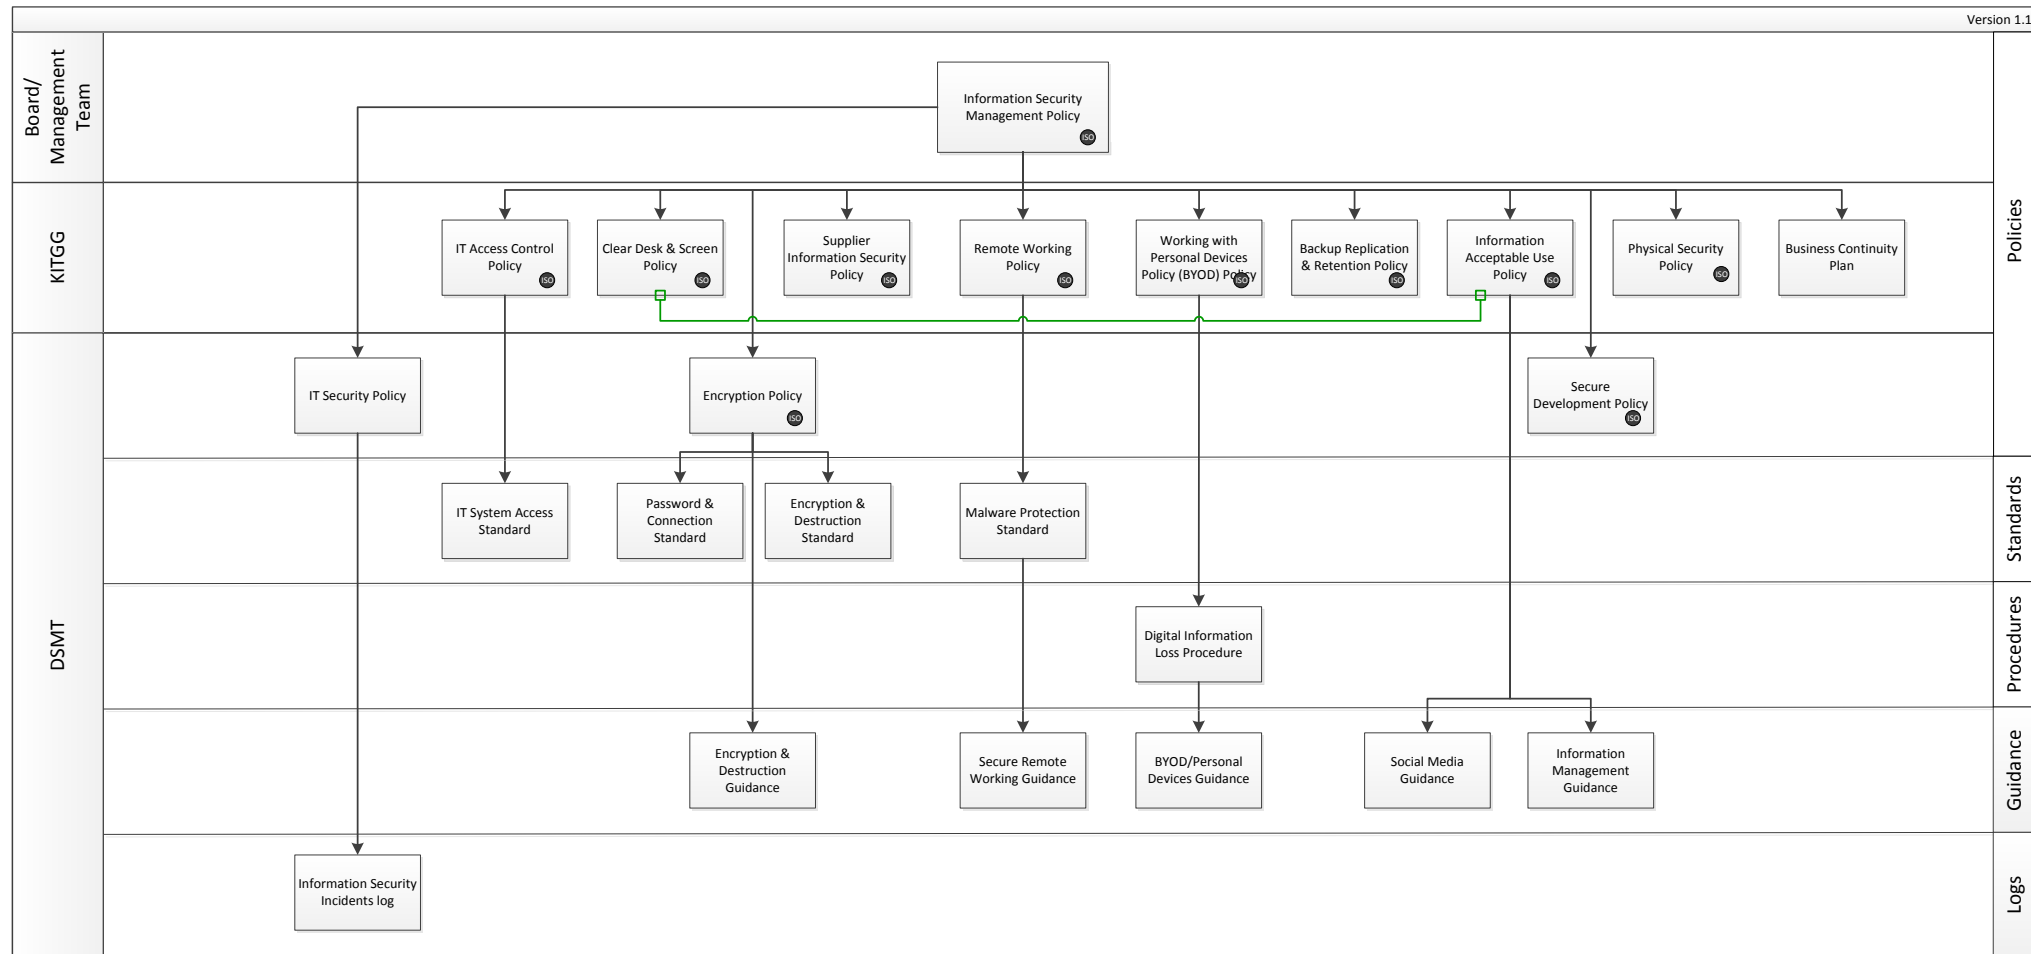 Version 1.1
Board/
Management
Team
Information Security
Management Policy
ISO
Policies
KITGG
IT Access Control
Policy
ISO
Clear Desk & Screen
Policy
ISO
Supplier
Information Security
Policy
ISO
Remote Working
Policy
ISO
Working with
Personal Devices
Policy (BYOD) Policy
ISO
Backup Replication
& Retention Policy
ISO
Information
Acceptable Use
Policy
ISO
Physical Security
Policy
ISO
Business Continuity
Plan
DSMT
IT Security Policy
Encryption Policy
ISO
Secure
Development Policy
ISO
Standards
IT System Access
Standard
Password &
Connection
Standard
Encryption &
Destruction
Standard
Malware Protection
Standard
Procedures
Digital Information
Loss Procedure
Guidance
Encryption &
Destruction
Guidance
Secure Remote
Working Guidance
BYOD/Personal
Devices Guidance
Social Media
Guidance
Information
Management
Guidance
Logs
Information Security
Incidents log